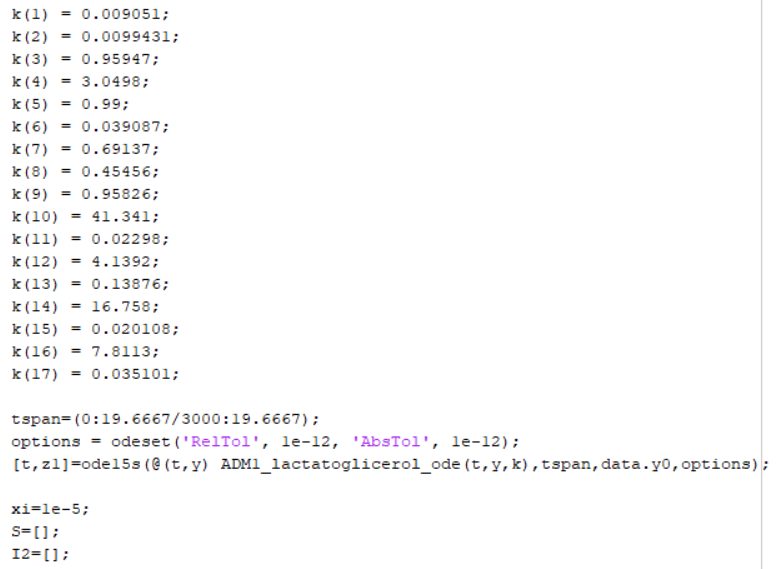 k(1) = 0.009051;
k(2) = 0.0099431;
k(3) = 0.95947;
k(4) = 3.0498;
k(5) = 0.99;
k(6) = 0.039087;
k(7) = 0.69137;
k(8) = 0.45456;
k(9) = 0.95826;
k(10) = 41.341;
k(11) = 0.02298;
k(12) = 4.1392;
k(13) = 0.13876;
k(14) = 16.758;
k(15) = 0.020108;
k(16) = 7.8113;
k(17) = 0.035101;
tspan=(0:19.6667/3000:19.6667);
options = odeset('RelTol', 1e-12, 'AbsTol', 1e-12);
[t,z1]=ode15s(@(t,y) ADM1_lactatoglicerol_ode(t,y,k),tspan,data.y0,options);
xi=1e-5;
S=[];
I2=[];